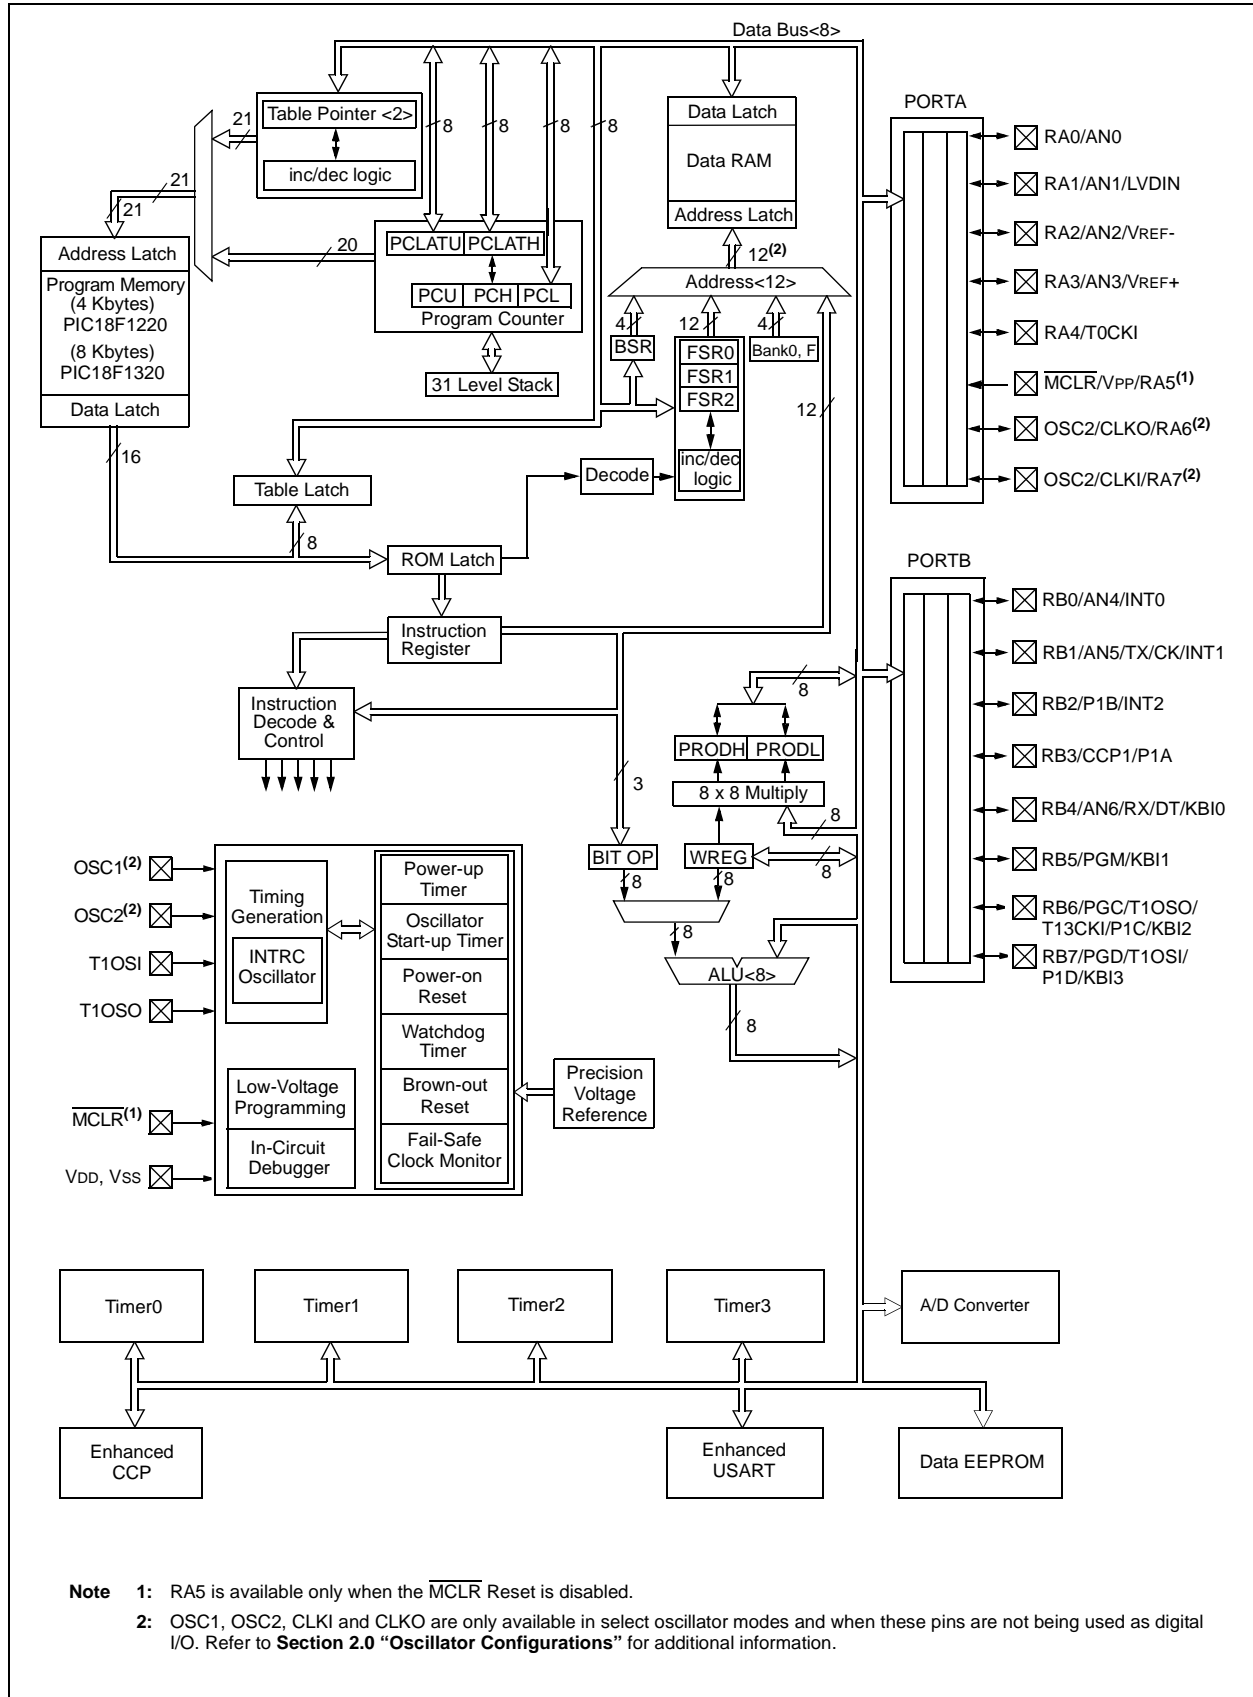 Data Bus<8>
Table Pointer <2>
inc/dec logic
21
21
21
8
8
8
8
Data Latch
Data RAM
Address Latch
12(2)
Address<12>
PORTA
RA0/AN0
RA1/AN1/LVDIN
RA2/AN2/VREF-
RA3/AN3/VREF+
RA4/T0CKI
MCLR/VPP/RA5(1)
OSC2/CLKO/RA6(2)
OSC2/CLKI/RA7(2)
Address Latch
Program Memory
(4 Kbytes)
PIC18F1220
(8 Kbytes)
PIC18F1320
Data Latch
16
20
PCLATU PCLATH
PCU PCH PCL
Program Counter
31 Level Stack
4
12
4
BSR
FSR0
FSR1
FSR2
inc/dec
logic
Bank0, F
12
Table Latch
8
Decode
ROM Latch
Instruction
Register
Instruction
Decode &
Control
PORTB
RB0/AN4/INT0
RB1/AN5/TX/CK/INT1
RB2/P1B/INT2
RB3/CCP1/P1A
RB4/AN6/RX/DT/KBI0
RB5/PGM/KBI1
RB6/PGC/T1OSO/
T13CKI/P1C/KBI2
RB7/PGD/T1OSI/
P1D/KBI3
8
PRODH PRODL
8 x 8 Multiply
3
8
BIT OP
WREG
8
8
8
8
ALU<8>
8
OSC1(2)
OSC2(2)
T1OSI
T1OSO
MCLR(1)
VDD, VSS
Timing
Generation
INTRC
Oscillator
Low-Voltage
Programming
In-Circuit
Debugger
Power-up
Timer
Oscillator
Start-up Timer
Power-on
Reset
Watchdog
Timer
Brown-out
Reset
Fail-Safe
Clock Monitor
Precision
Voltage
Reference
Timer0
Timer1
Timer2
Timer3
A/D Converter
Enhanced
CCP
Enhanced
USART
Data EEPROM
Note 1: RA5 is available only when the MCLR Reset is disabled.
2: OSC1, OSC2, CLKI and CLKO are only available in select oscillator modes and when these pins are not being used as digital
I/O. Refer to Section 2.0 “Oscillator Configurations” for additional information.